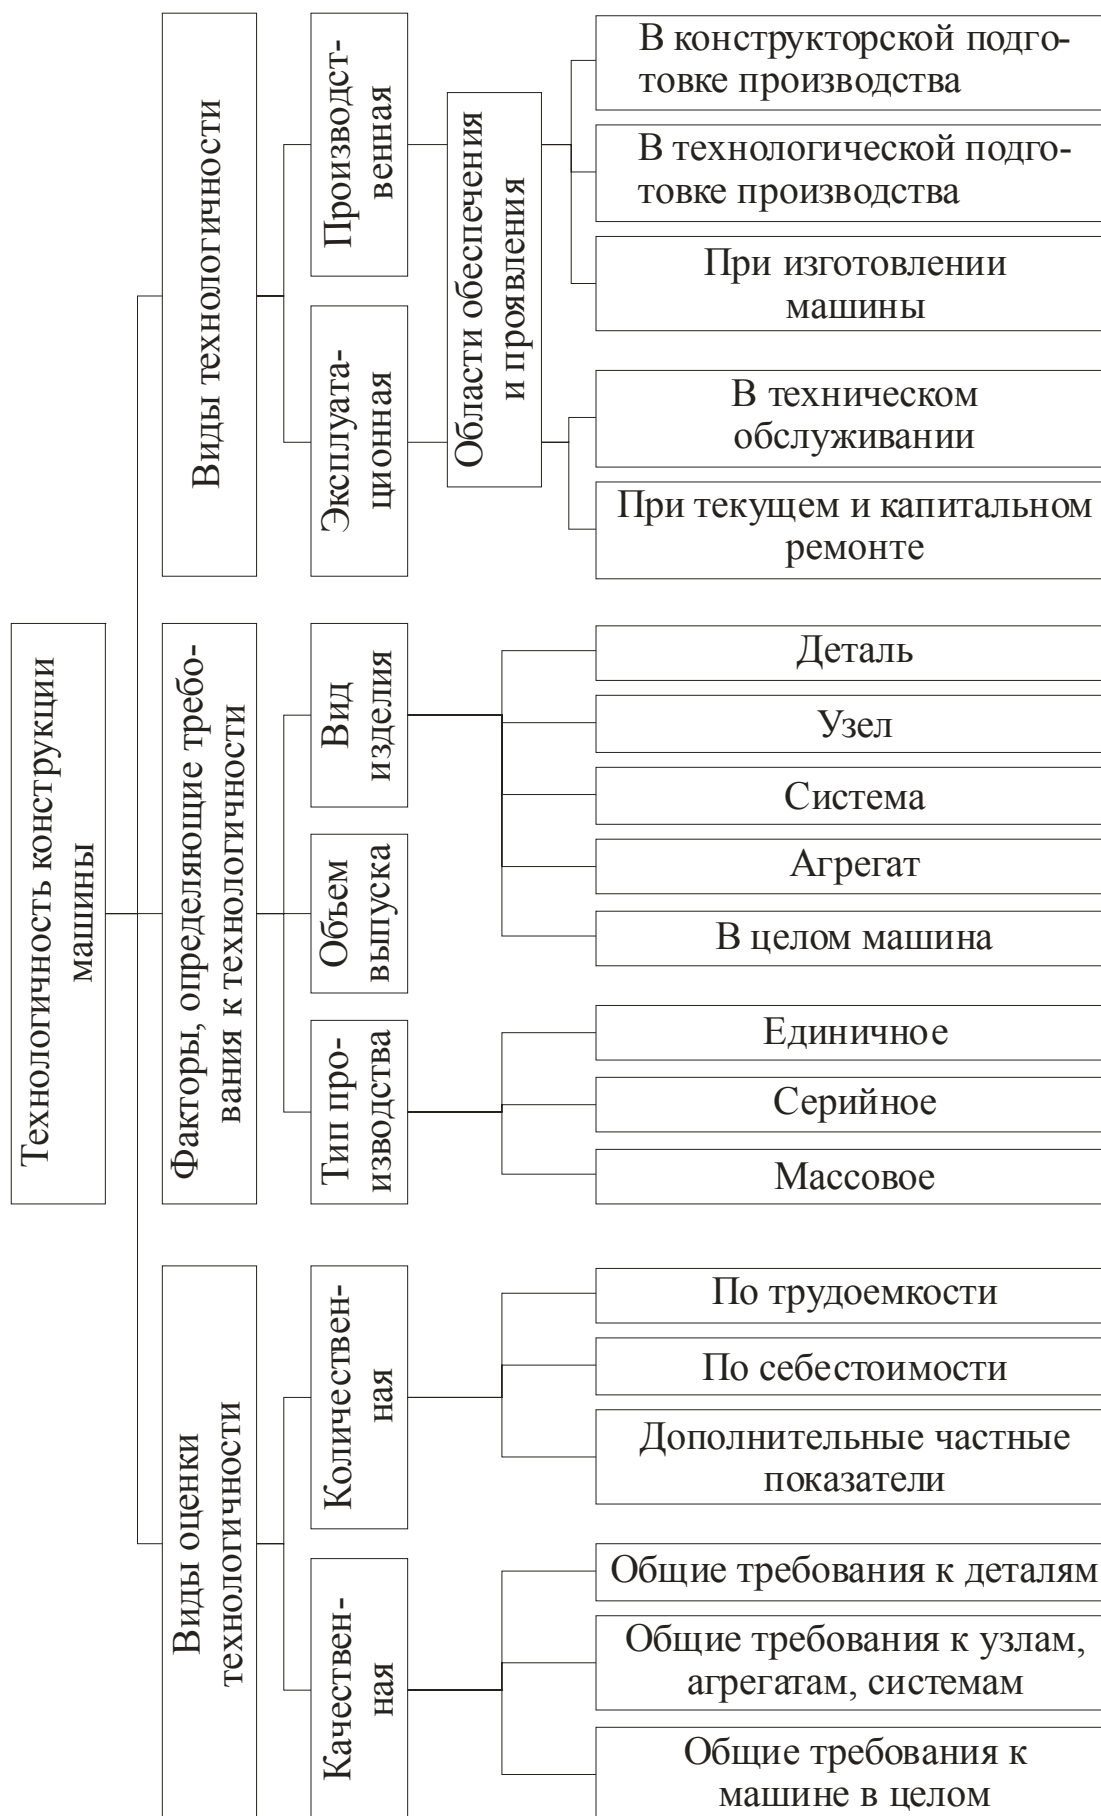 Технологичность конструкции
машины
Виды технологичности
Производст-
венная
Эксплуата-
ционная
Области обеспечения
и проявления
В конструкторской подго-
товке производства
В технологической подго-
товке производства
При изготовлении
машины
В техническом
обслуживании
При текущем и капитальном
ремонте
Факторы, определяющие требо-
вания к технологичности
Вид
изделия
Деталь
Узел
Система
Агрегат
В целом машина
Объем
выпуска
Тип про-
изводства
Единичное
Серийное
Массовое
Виды оценки
технологичности
Количествен-
ная
По трудоемкости
По себестоимости
Дополнительные частные
показатели
Качествен-
ная
Общие требования к деталям
Общие требования к узлам,
агрегатам, системам
Общие требования к
машине в целом